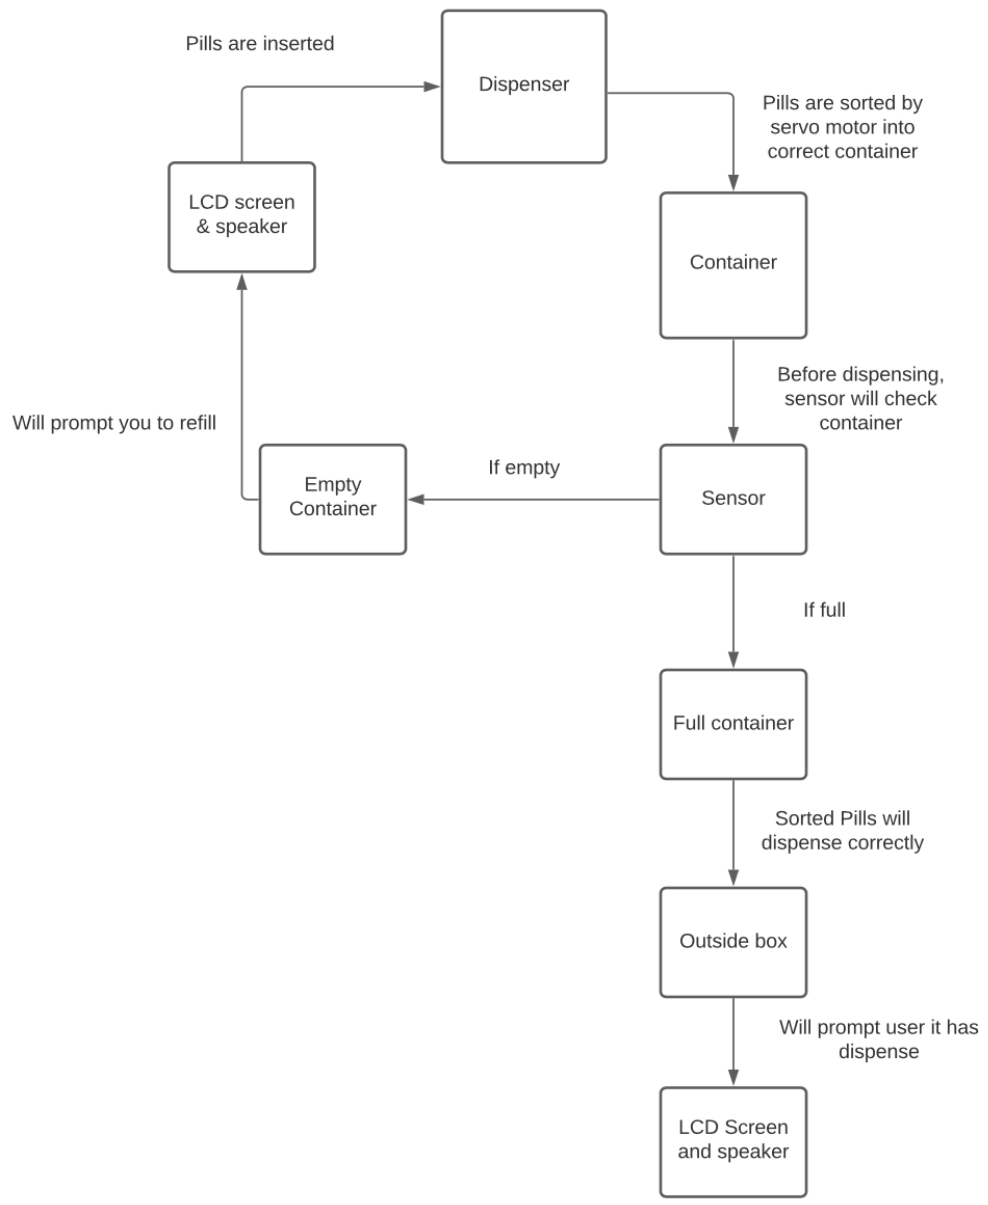 Pills are inserted
Dispenser
Pills are sorted by
servo motor into
correct container
LCD screen
& speaker
Container
Before dispensing,
sensor will check
container
Will prompt you to refill
If empty
Empty
Container
Sensor
If full
Full container
Sorted Pills will
dispense correctly
Outside box
Will prompt user it has
dispense
LCD Screen
and speaker